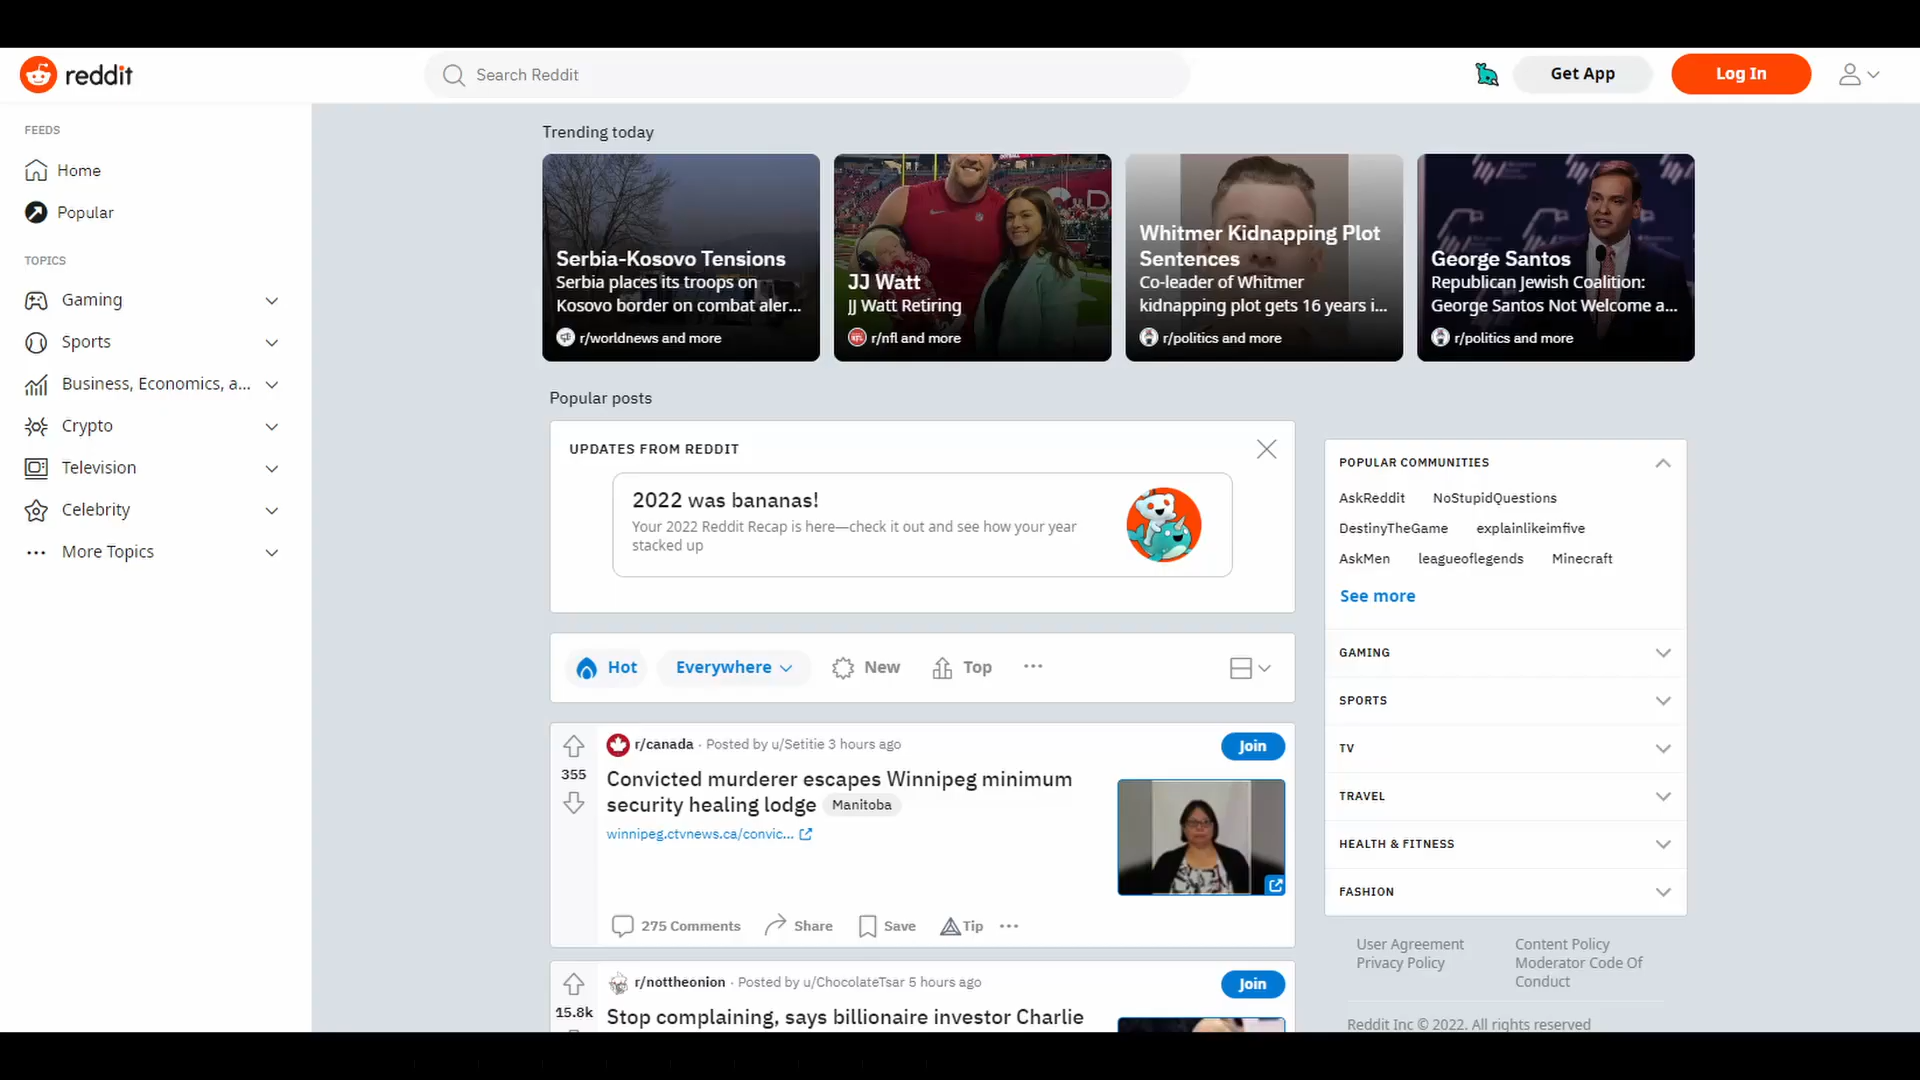 reddit
Search Reddit
Get App
Log In
FEEDS
Home
Popular
TOPICS
Gaming
Sports
Business, Economics, a...
Crypto
Television
Celebrity
More Topics
Trending today
Serbia-Kosovo Tensions
Serbia places its troops on
Kosovo border on combat aler...
r/worldnews and more
JJ Watt
JJ Watt Retiring
r/nfl and more
Whitmer Kidnapping Plot
Sentences
Co-leader of Whitmer
kidnapping plot gets 16 years i...
r/politics and more
George Santos
Republican Jewish Coalition:
George Santos Not Welcome a...
r/politics and more
Popular posts
UPDATES FROM REDDIT
2022 was bananas!
Your 2022 Reddit Recap is here—check it out and see how your year
stacked up
Hot
Everywhere
New
Top
r/canada · Posted by u/Setitie 3 hours ago
Join
355
Convicted murderer escapes Winnipeg minimum
security healing lodge Manitoba
winnipeg.ctvnews.ca/convic...
275 Comments
Share
Save
Tip
r/nottheonion · Posted by u/ChocolateTsar 5 hours ago
Join
15.8k
Stop complaining, says billionaire investor Charlie
POPULAR COMMUNITIES
AskReddit NoStupidQuestions
DestinyTheGame explainlikeimfive
AskMen leagueoflegends Minecraft
See more
GAMING
SPORTS
TV
TRAVEL
HEALTH & FITNESS
FASHION
User Agreement
Privacy Policy
Content Policy
Moderator Code Of
Conduct
Reddit Inc © 2022. All rights reserved